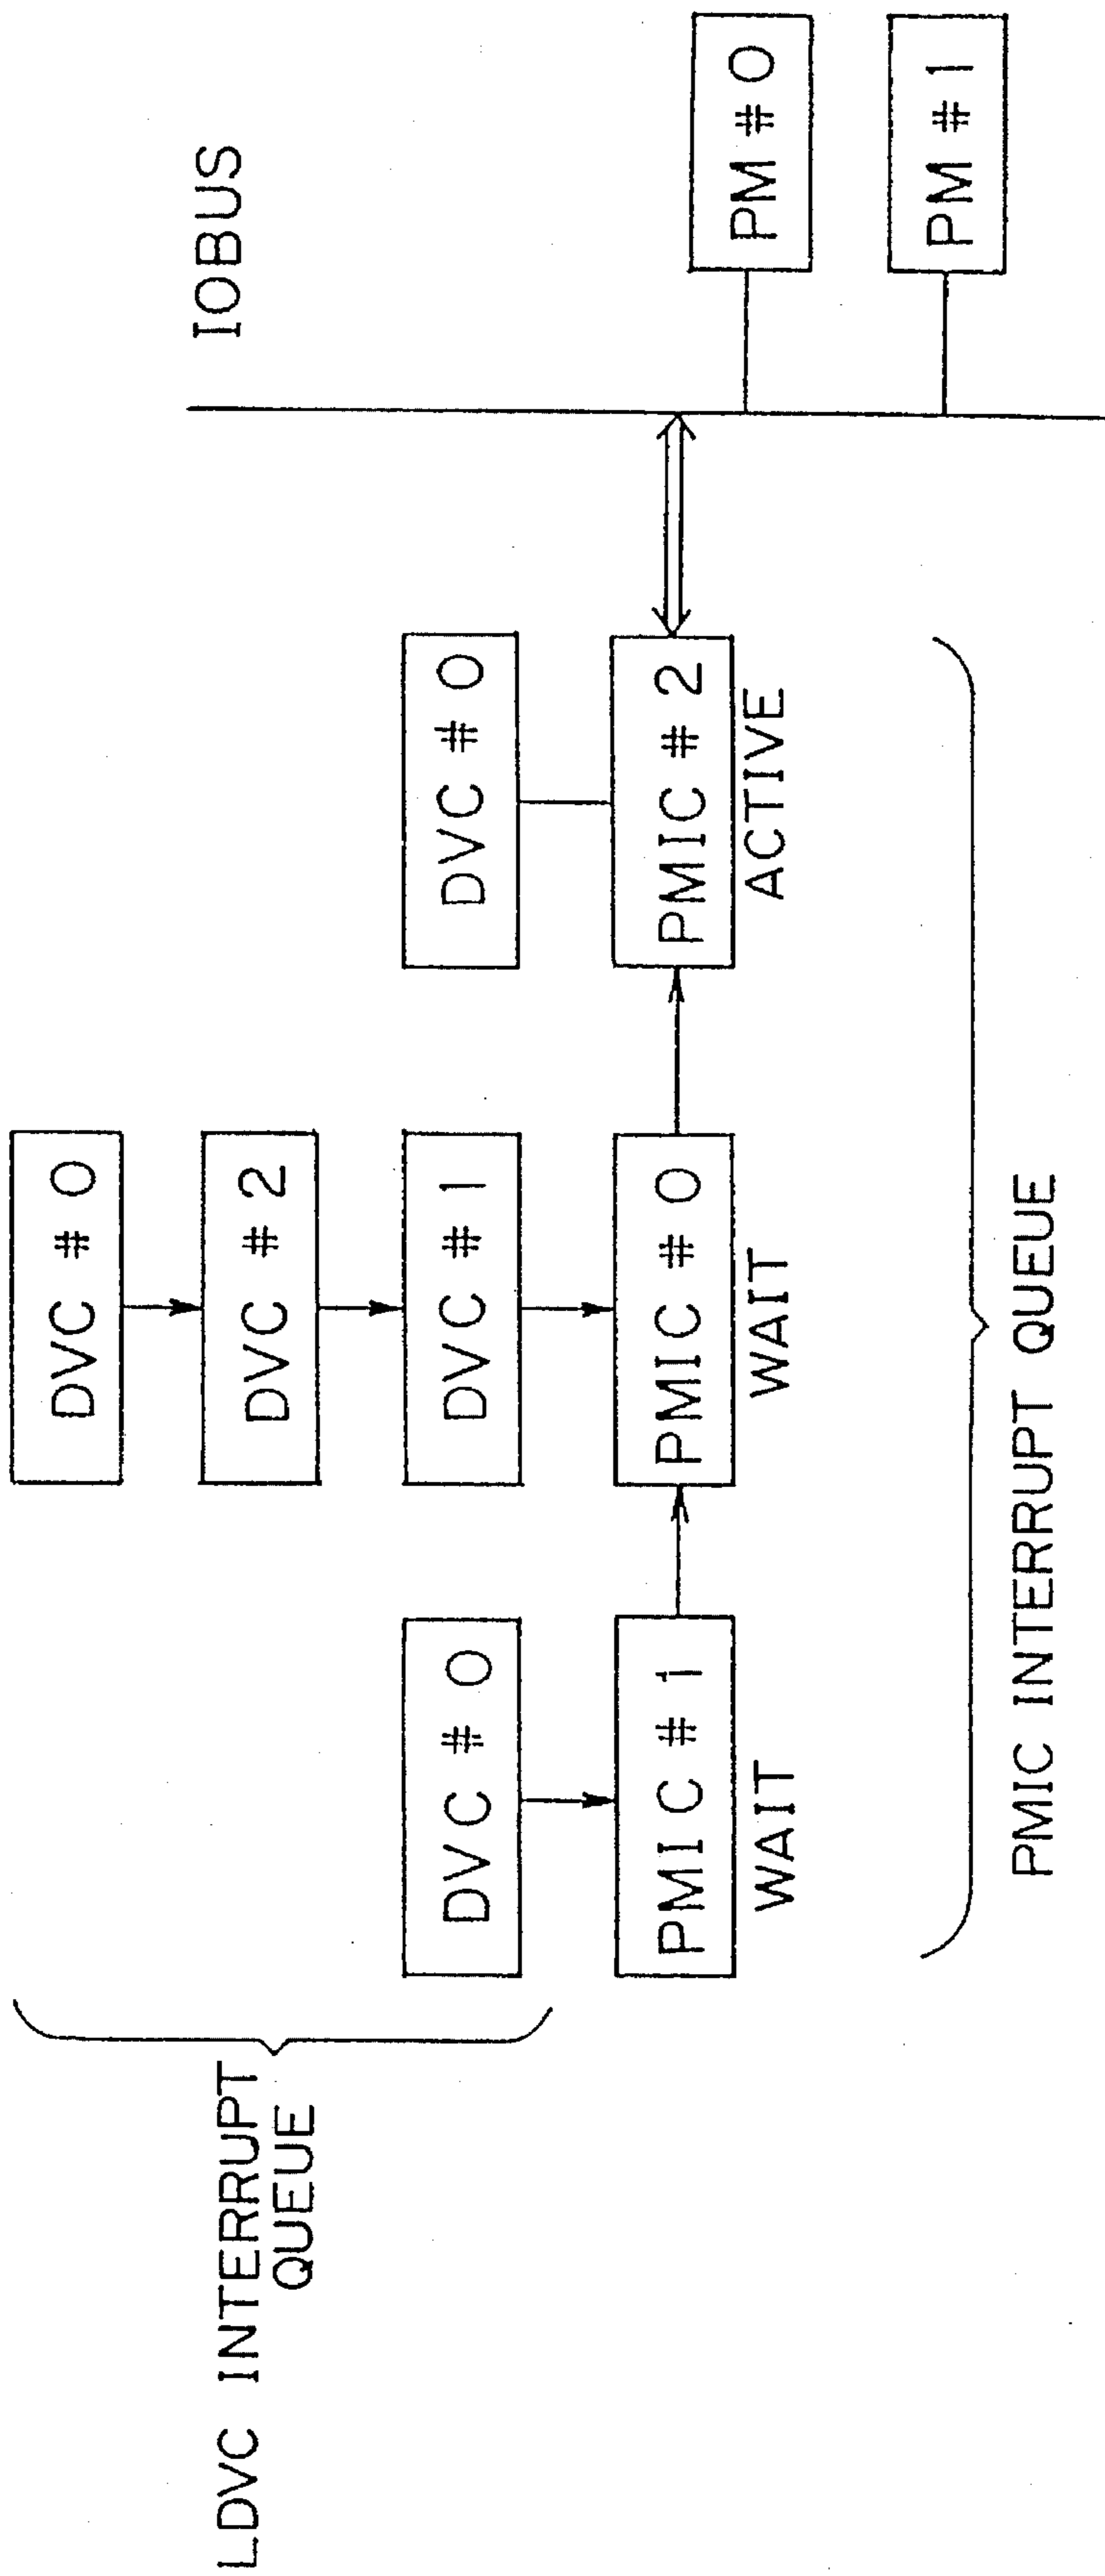 LDVC INTERRUPT
QUEUE
DVC # 0
DVC # 2
DVC # 0
DVC # 1
DVC # 0
PMIC # 1
PMIC # 0
PMIC # 2
WAIT
WAIT
ACTIVE
PMIC INTERRUPT QUEUE
IOBUS
PM # 0
PM # 1